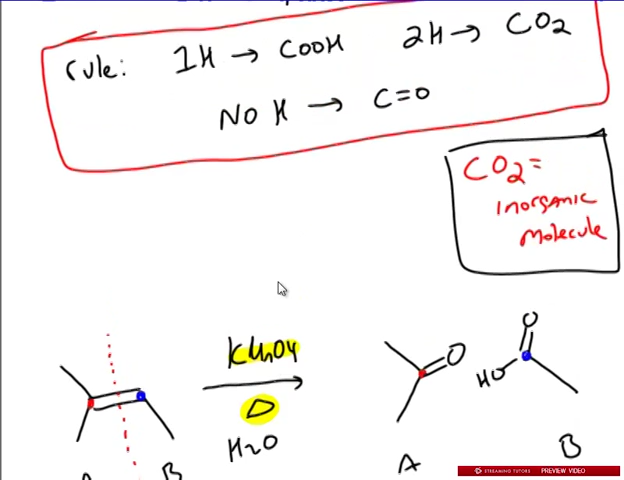 rule: 1H → COOH 2H → CO2
NO H → C=O
CO2=
inorganic
Molecule
KMnO4
Δ
H2O
O
O
HO
A B
A
B
STREAMING TUTORS PREVIEW VIDEO